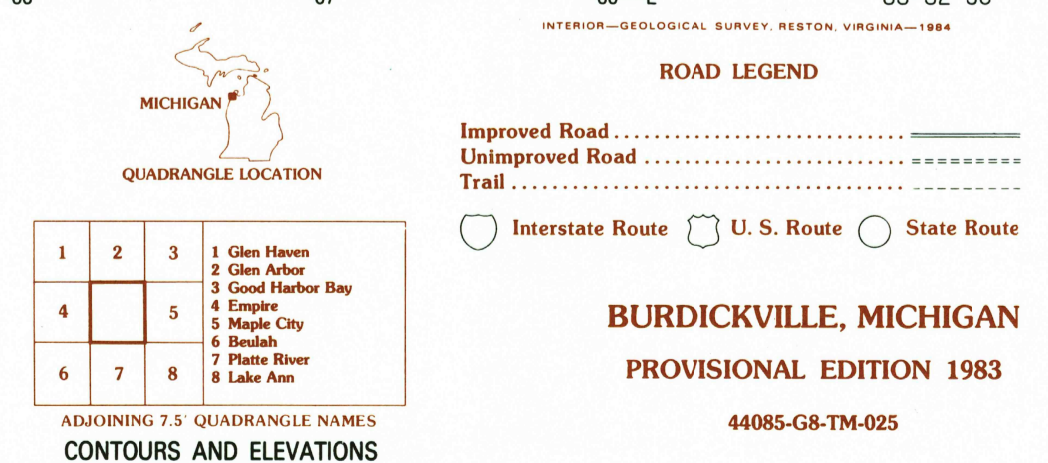 INTERIOR—GEOLOGICAL SURVEY, RESTON, VIRGINIA—1984
MICHIGAN
QUADRANGLE LOCATION
1 2 3
4 5
6 7 8
1 Glen Haven
2 Glen Arbor
3 Good Harbor Bay
4 Empire
5 Maple City
6 Beulah
7 Platte River
8 Lake Ann
ADJOINING 7.5' QUADRANGLE NAMES
CONTOURS AND ELEVATIONS
ROAD LEGEND
Improved Road
Unimproved Road
Trail
Interstate Route U. S. Route State Route
BURDICKVILLE, MICHIGAN
PROVISIONAL EDITION 1983
44085-G8-TM-025